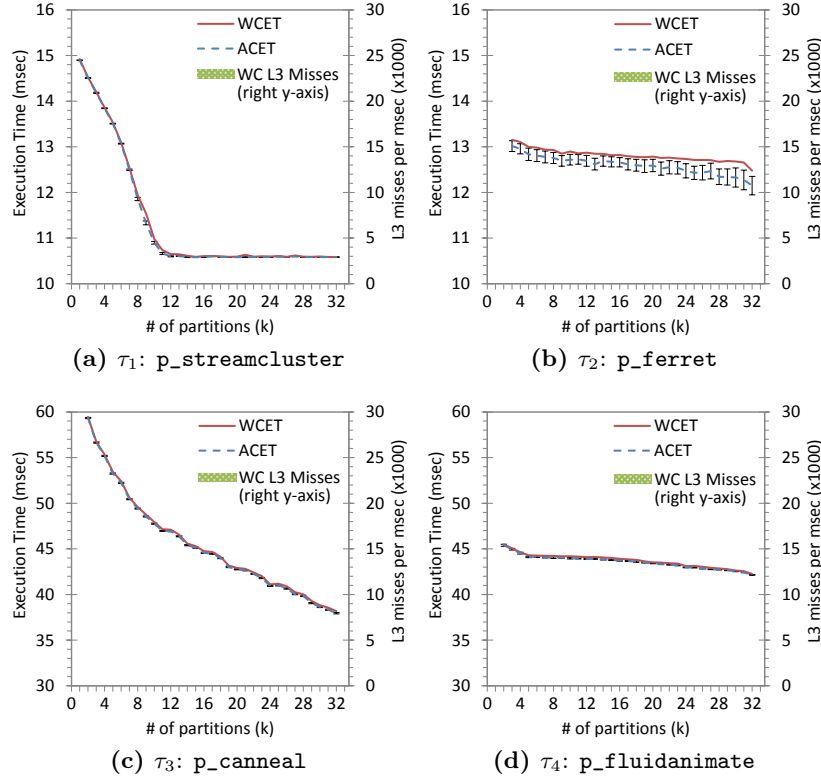 16
15
14
13
12
11
10
Execution Time (msec)
30
25
20
15
10
5
0
L3 misses per msec (x1000)
WCET
ACET
WC L3 Misses
(right y-axis)
0 4 8 12 16 20 24 28 32
# of partitions (k)
(a) τ1: p_streamcluster
16
15
14
13
12
11
10
Execution Time (msec)
30
25
20
15
10
5
0
L3 misses per msec (x1000)
WCET
ACET
WC L3 Misses
(right y-axis)
0 4 8 12 16 20 24 28 32
# of partitions (k)
(b) τ2: p_ferret
60
55
50
45
40
35
30
Execution Time (msec)
30
25
20
15
10
5
0
L3 misses per msec (x1000)
WCET
ACET
WC L3 Misses
(right y-axis)
0 4 8 12 16 20 24 28 32
# of partitions (k)
(c) τ3: p_canneal
60
55
50
45
40
35
30
Execution Time (msec)
30
25
20
15
10
5
0
L3 misses per msec (x1000)
WCET
ACET
WC L3 Misses
(right y-axis)
0 4 8 12 16 20 24 28 32
# of partitions (k)
(d) τ4: p_fluidanimate